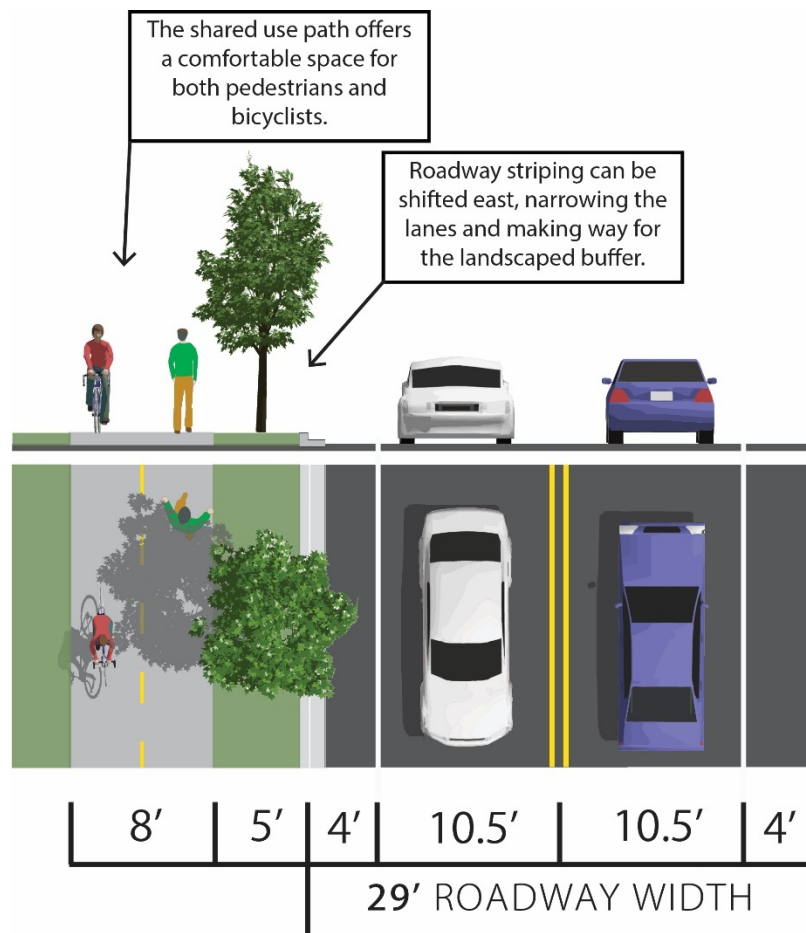 The shared use path offers
a comfortable space for
both pedestrians and
bicyclists.
Roadway striping can be
shifted east, narrowing the
lanes and making way for
the landscaped buffer.
8’ 5’ 4’ 10.5’ 10.5’ 4’
29’ ROADWAY WIDTH